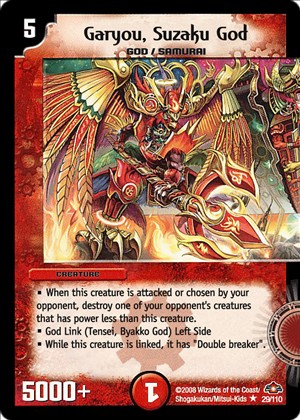 5
Garyou, Suzaku God
GOD / SAMURAI
CREATURE
■ When this creature is attacked or chosen by your
opponent, destroy one of your opponent's creatures
that has power less than this creature.
■ God Link (Tensei, Byakko God) Left Side
■ While this creature is linked, it has "Double breaker".
5000+
1
©2008 Wizards of the Coast/
Shogakukan/Mitsui-Kids ★ 29/110